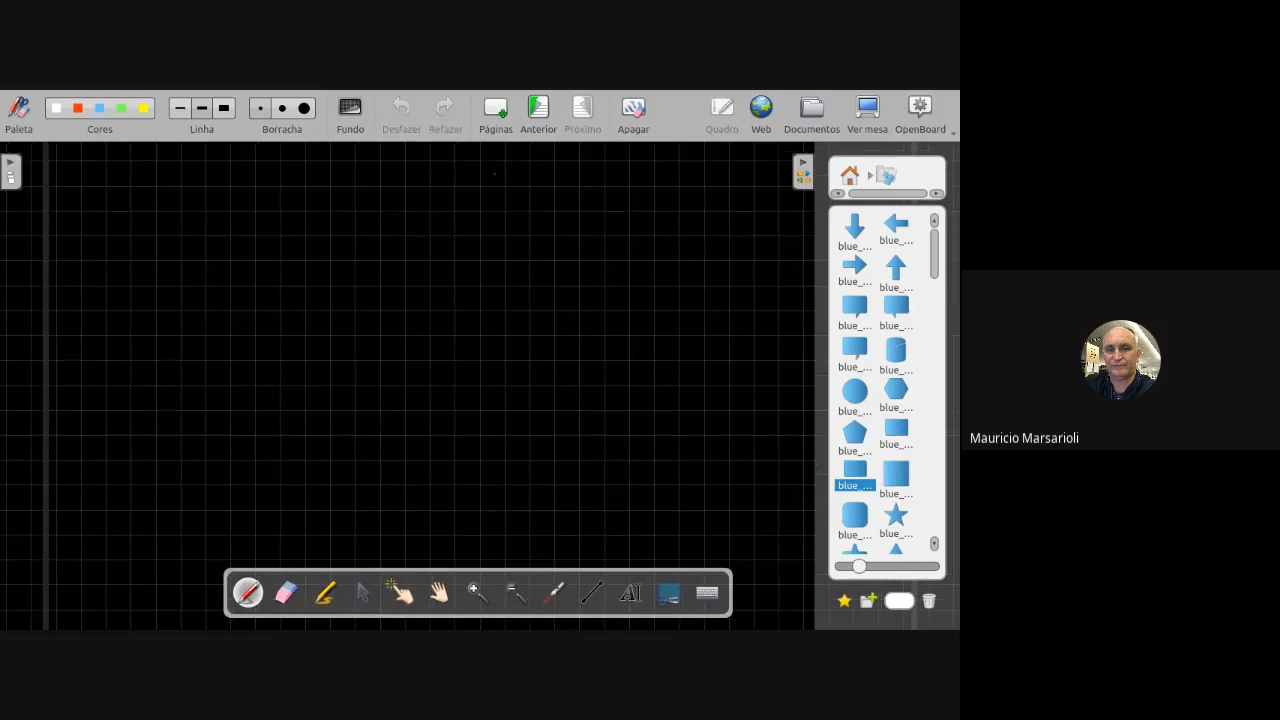 Paleta Cores Linha Borracha Fundo Desfazer Refazer Páginas Anterior Próximo Apagar Quadro Web Documentos Ver mesa OpenBoard
blue_... blue_...
blue_... blue_...
blue_... blue_...
blue_... blue_...
blue_... blue_...
blue_... blue_...
blue_... blue_...
blue_... blue_...
AI
Mauricio Marsarioli